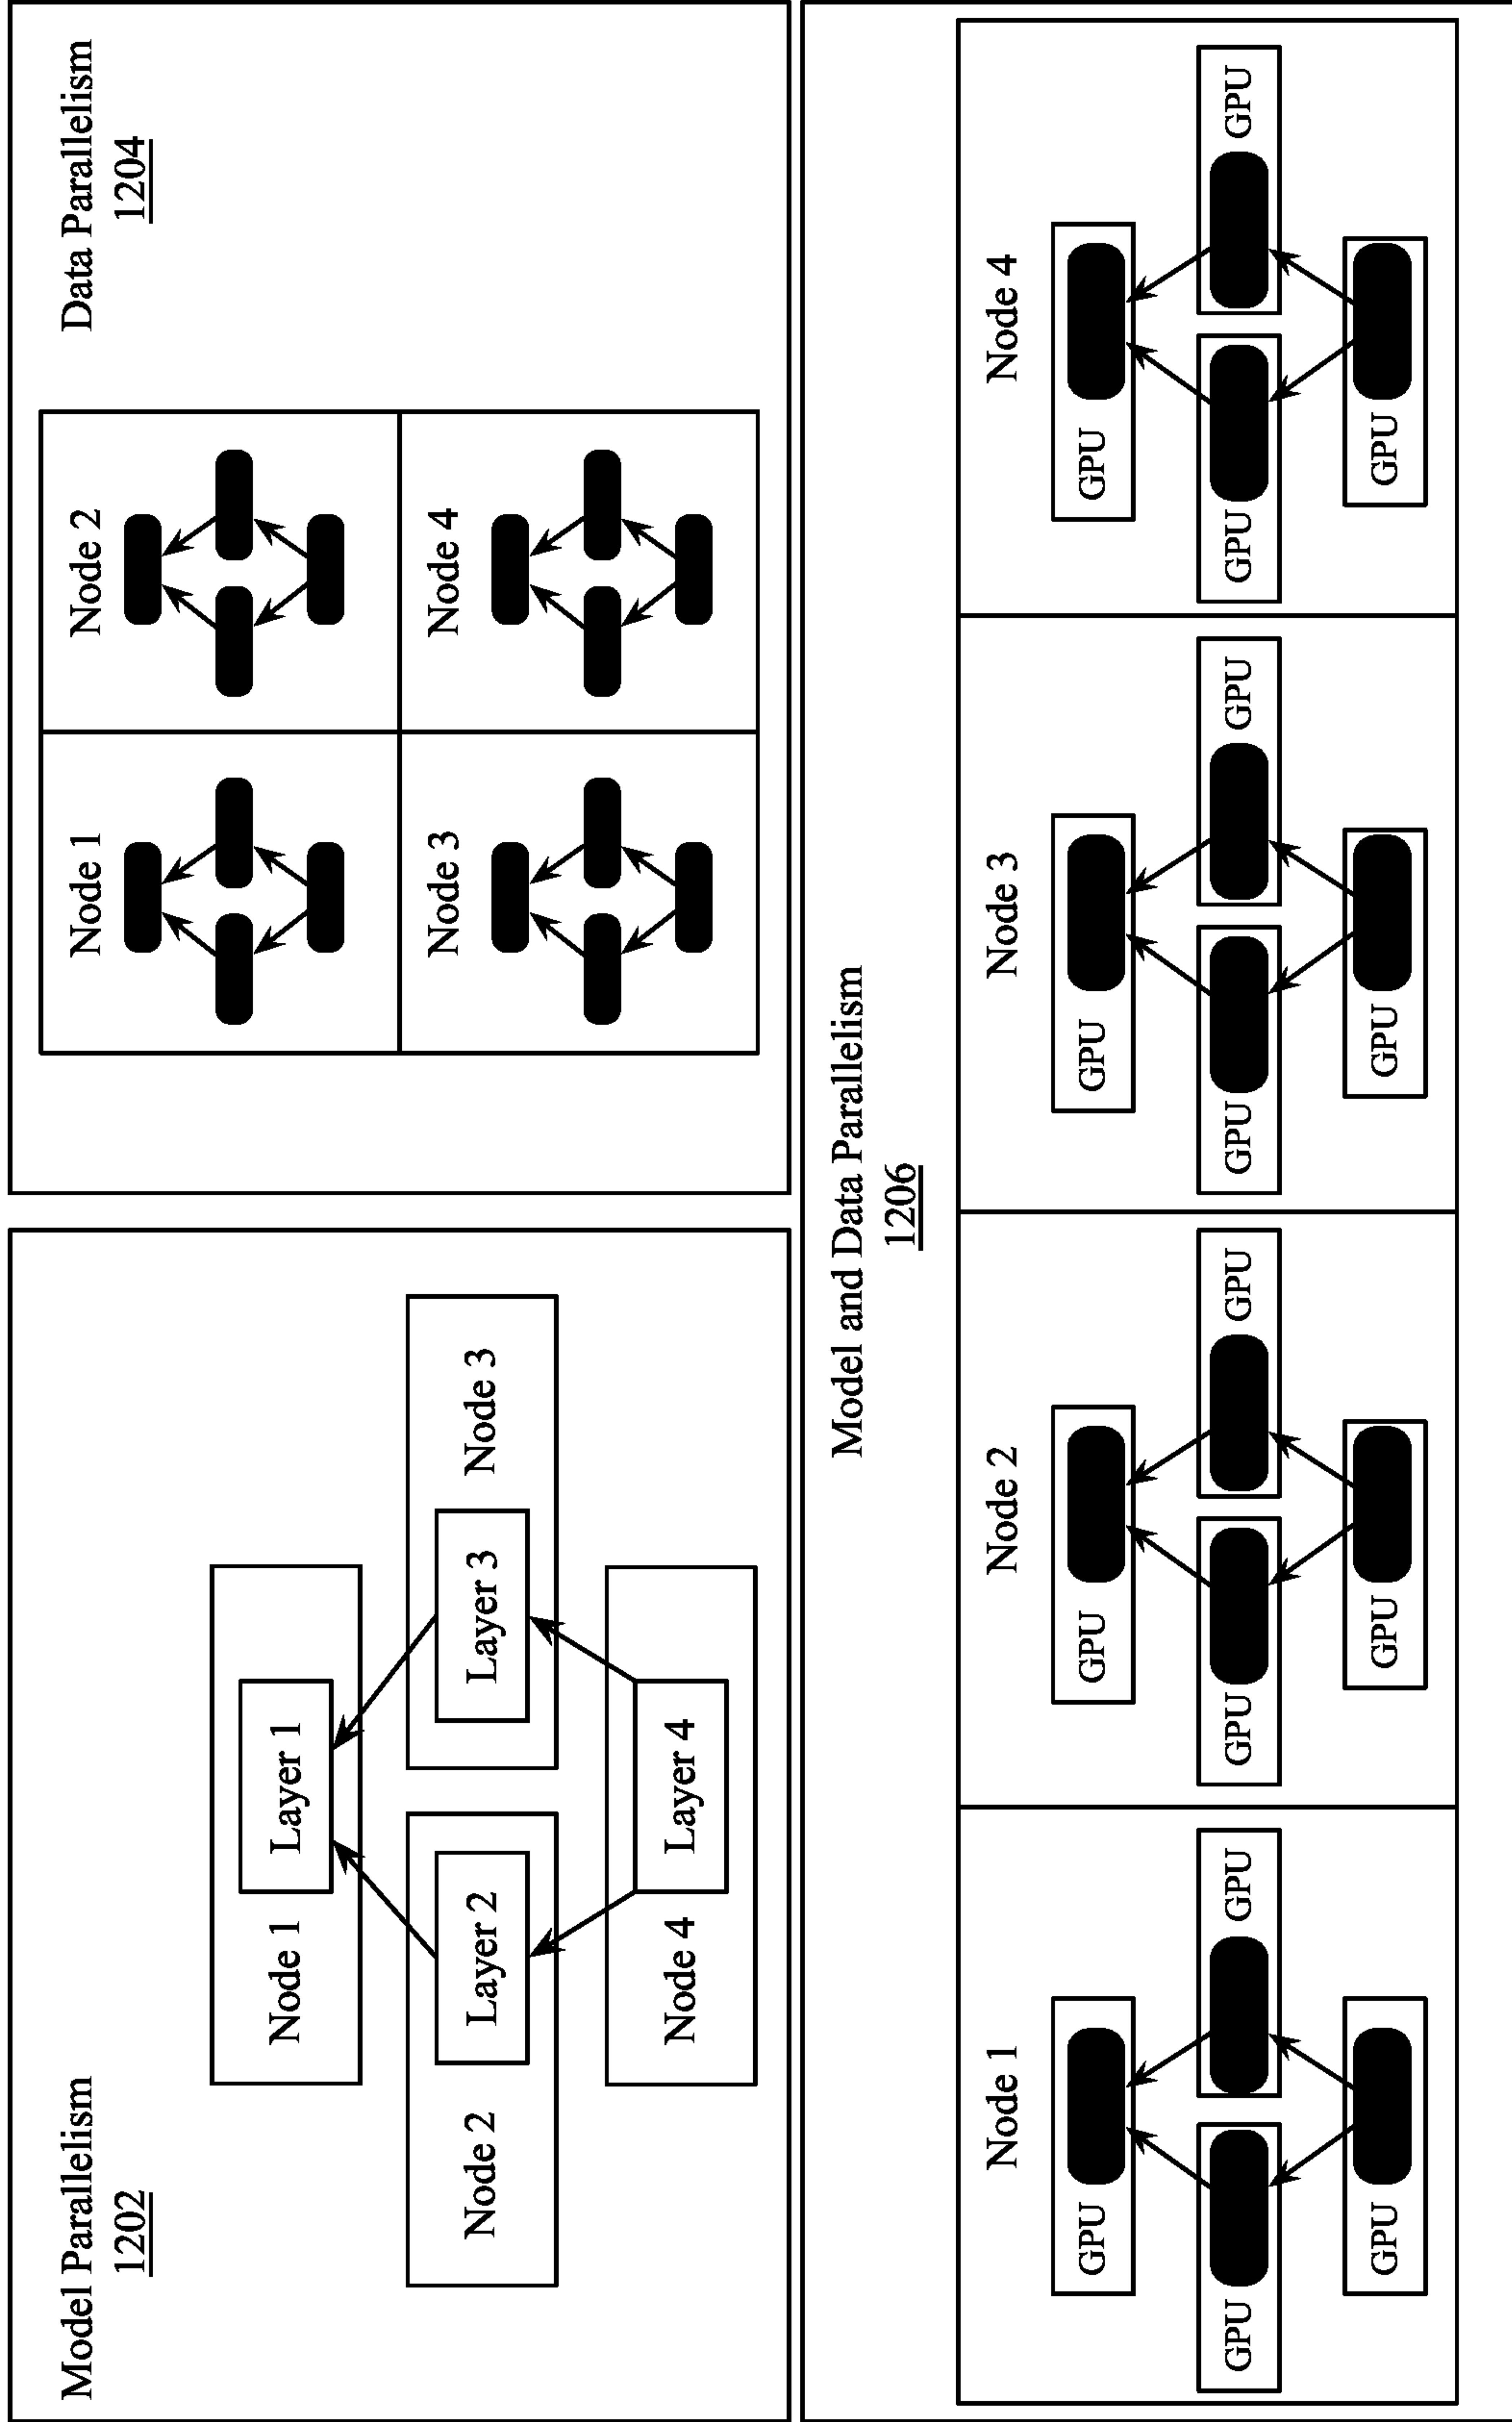 Model Parallelism
1202
Node 1
Layer 1
Node 2
Layer 2
Layer 3
Node 3
Node 4
Layer 4
Data Parallelism
1204
Node 1
Node 2
Node 3
Node 4
Model and Data Parallelism
1206
Node 1
GPU
GPU
GPU
GPU
Node 2
GPU
GPU
GPU
GPU
Node 3
GPU
GPU
GPU
GPU
Node 4
GPU
GPU
GPU
GPU